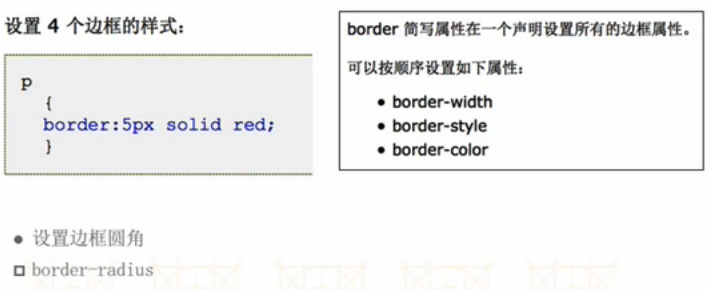 设置 4 个边框的样式：
p
{
border:5px solid red;
}
border 简写属性在一个声明设置所有的边框属性。
可以按顺序设置如下属性：
• border-width
• border-style
• border-color
● 设置边框圆角
□ border-radius